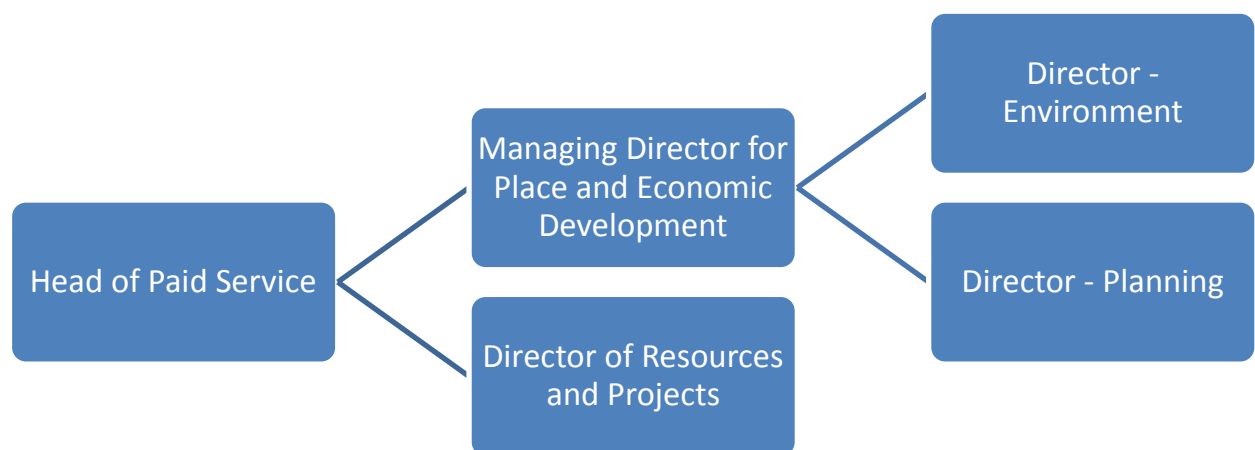 Head of Paid Service
Managing Director for
Place and Economic
Development
Director of Resources
and Projects
Director -
Environment
Director - Planning